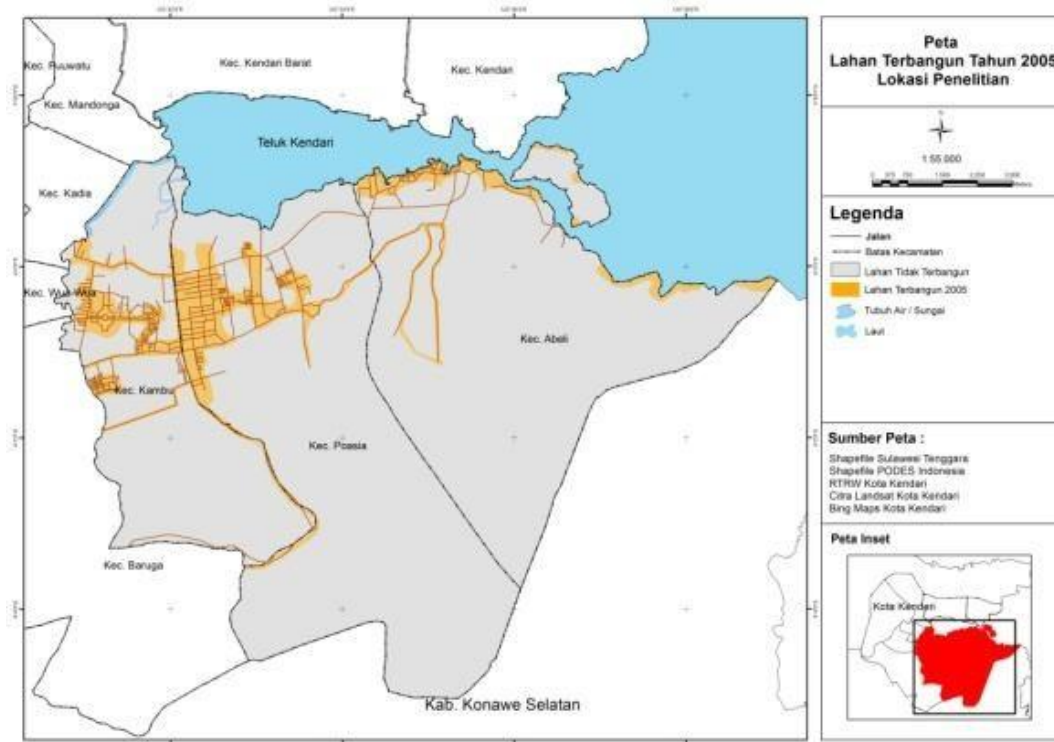 Peta
Lahan Terbangun Tahun 2005
Lokasi Penelitian
1:55.000
Legenda
Jalan
Batas Kecamatan
Lahan Tidak Terbangun
Lahan Terbangun 2005
Tubuh Air / Sungai
Laut
Sumber Peta :
Shapefile Sulawesi Tenggara
Shapefile PODES Indonesia
RTRW Kota Kendari
Citra Landsat Kota Kendari
Bing Maps Kota Kendari
Peta Inset
Kota Kendari
Kec. Puuwatu
Kec. Kendari Barat
Kec. Kendari
Kec. Mandonga
Teluk Kendari
Kec. Kadia
Kec. Wua-Wua
Kec. Abeli
Kec. Kambu
Kec. Poasia
Kec. Baruga
Kab. Konawe Selatan